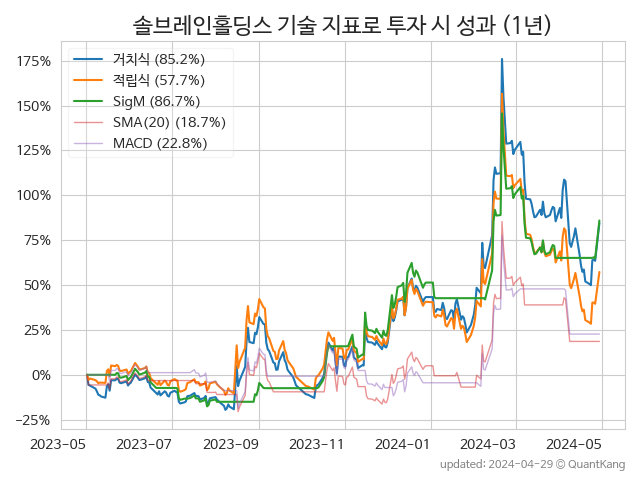 솔브레인홀딩스 기술 지표로 투자 시 성과 (1년)
거치식 (85.2%)
적립식 (57.7%)
SigM (86.7%)
SMA(20) (18.7%)
MACD (22.8%)
175%
150%
125%
100%
75%
50%
25%
0%
−25%
2023-05 2023-07 2023-09 2023-11 2024-01 2024-03 2024-05
updated: 2024-04-29 © QuantKang